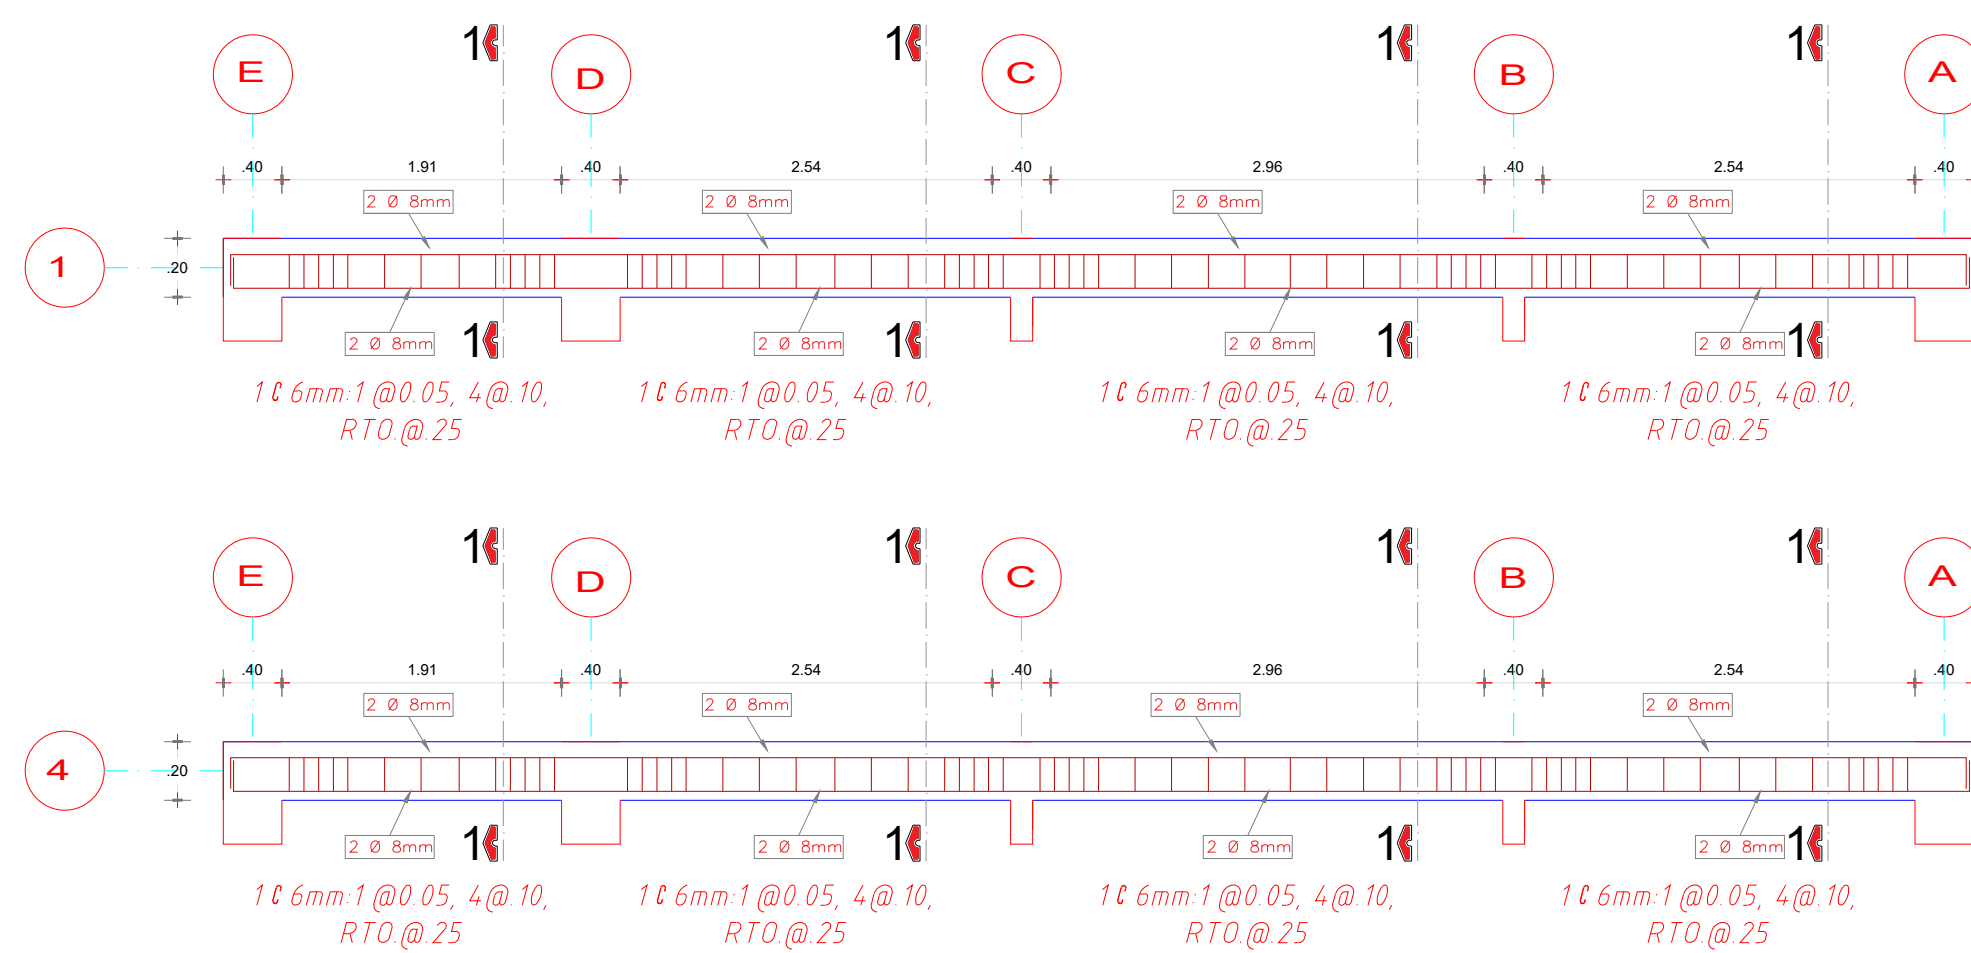 1 1 1 1
E D C B A
.40 1.91 .40 2.54 .40 2.96 .40 2.54 .40
2 Ø 8mm 2 Ø 8mm 2 Ø 8mm 2 Ø 8mm
1 .20
2 Ø 8mm 1 2 Ø 8mm 1 2 Ø 8mm 1 2 Ø 8mm 1
1 C 6mm:1@0.05, 4@.10, 1 C 6mm:1@0.05, 4@.10, 1 C 6mm:1@0.05, 4@.10, 1 C 6mm:1@0.05, 4@.10,
RTO.@.25 RTO.@.25 RTO.@.25 RTO.@.25
1 1 1 1
E D C B A
.40 1.91 .40 2.54 .40 2.96 .40 2.54 .40
2 Ø 8mm 2 Ø 8mm 2 Ø 8mm 2 Ø 8mm
4 .20
2 Ø 8mm 1 2 Ø 8mm 1 2 Ø 8mm 1 2 Ø 8mm 1
1 C 6mm:1@0.05, 4@.10, 1 C 6mm:1@0.05, 4@.10, 1 C 6mm:1@0.05, 4@.10, 1 C 6mm:1@0.05, 4@.10,
RTO.@.25 RTO.@.25 RTO.@.25 RTO.@.25